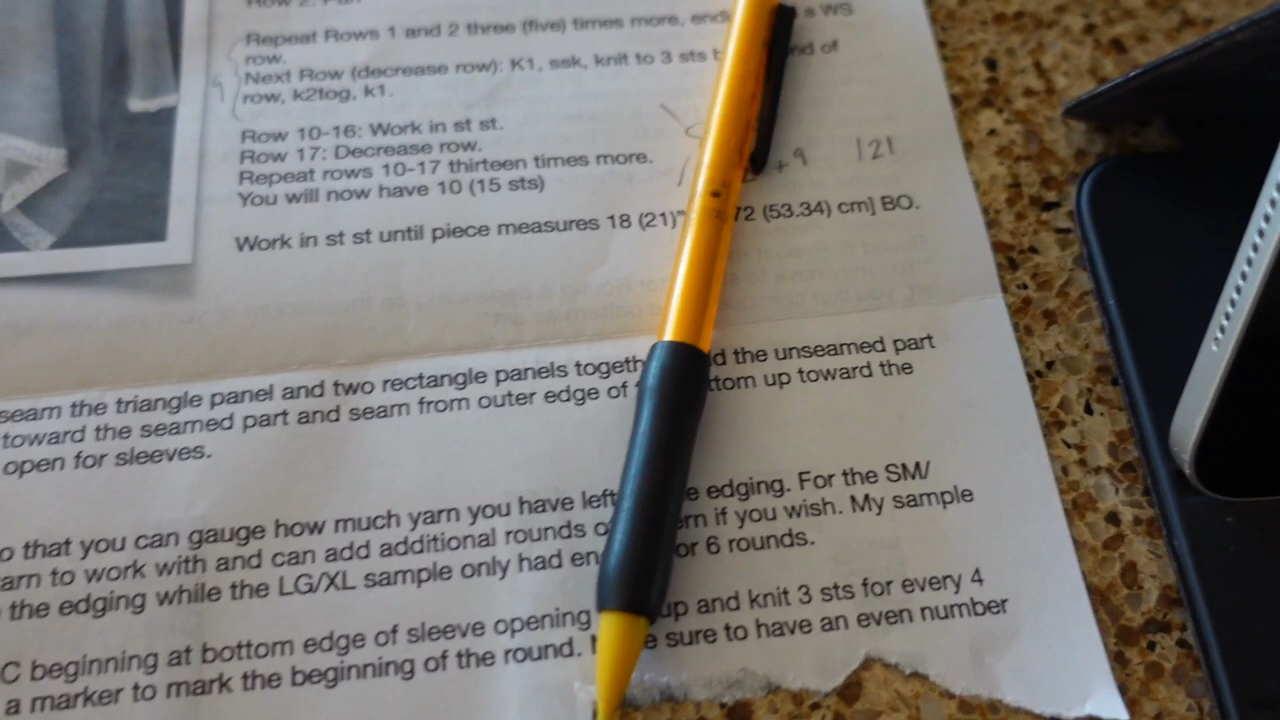 Repeat Rows 1 and 2 three (five) times more, a WS
row.
Next Row (decrease row): K1, ssk, knit to 3 sts of
row, k2tog, k1.
Row 10-16: Work in st st.
Row 17: Decrease row.
Repeat rows 10-17 thirteen times more.
You will now have 10 (15 sts)
+9 121
Work in st st until piece measures 18 (21)" 72 (53.34) cm] BO.
seam the triangle panel and two rectangle panels the unseamed part
toward the seamed part and seam from outer edge of up toward the
open for sleeves.
that you can gauge how much yarn you have left edging. For the SM/
to work with and can add additional rounds if you wish. My sample
the edging while the LG/XL sample only had 6 rounds.
C beginning at bottom edge of sleeve opening up and knit 3 sts for every 4
a marker to mark the beginning of the round. sure to have an even number